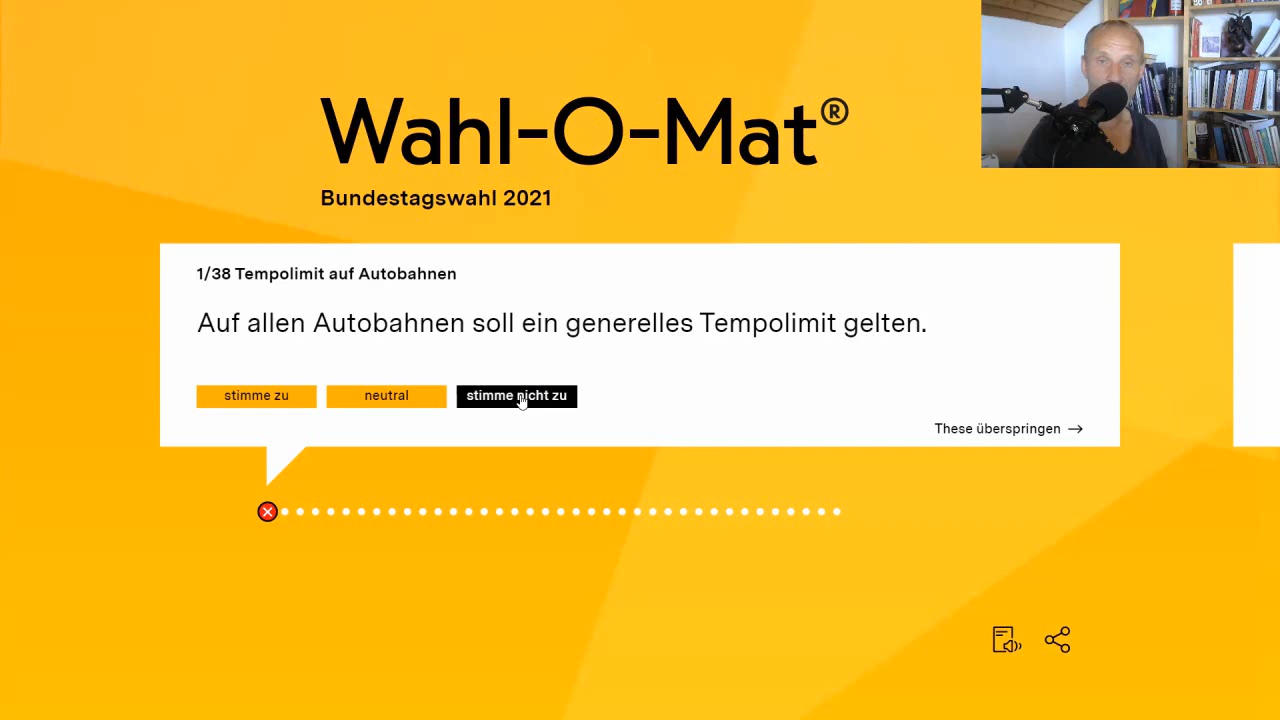 Wahl-O-Mat®
Bundestagswahl 2021
1/38 Tempolimit auf Autobahnen
Auf allen Autobahnen soll ein generelles Tempolimit gelten.
stimme zu
neutral
stimme nicht zu
These überspringen →